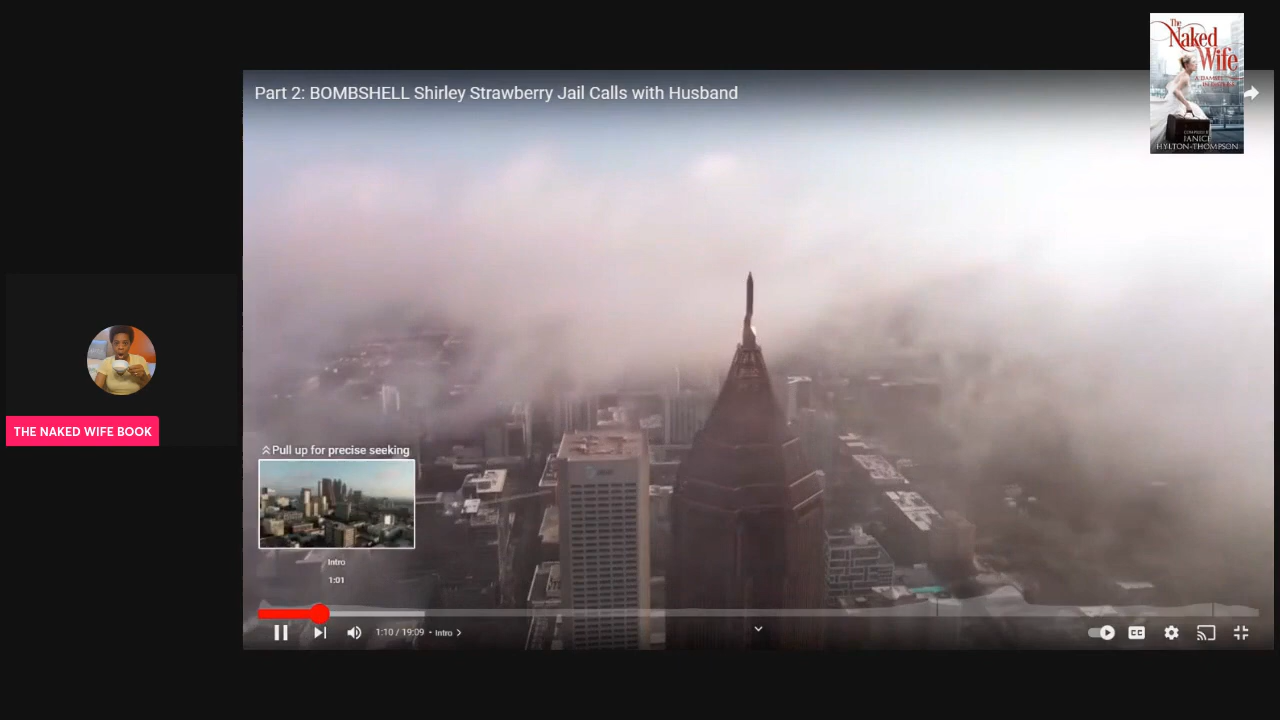 Part 2: BOMBSHELL Shirley Strawberry Jail Calls with Husband
The
Naked
Wife
JANICE
HYLTON-THOMPSON
THE NAKED WIFE BOOK
Pull up for precise seeking
Intro
1:01
1:10 / 19:09 • Intro
CC